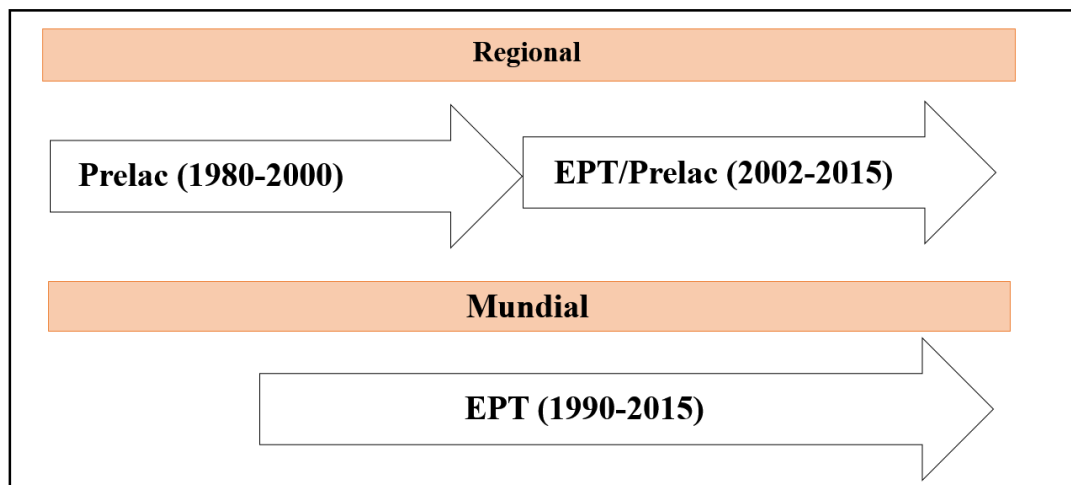 Regional
Prelac (1980-2000)
EPT/Prelac (2002-2015)
Mundial
EPT (1990-2015)